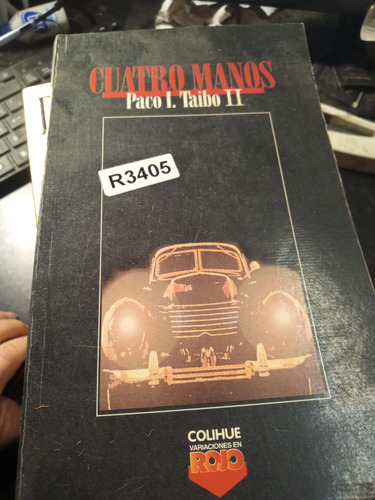 CUATRO MANOS
Paco I. Taibo II
R3405
COLIHUE
VARIACIONES EN
ROJO